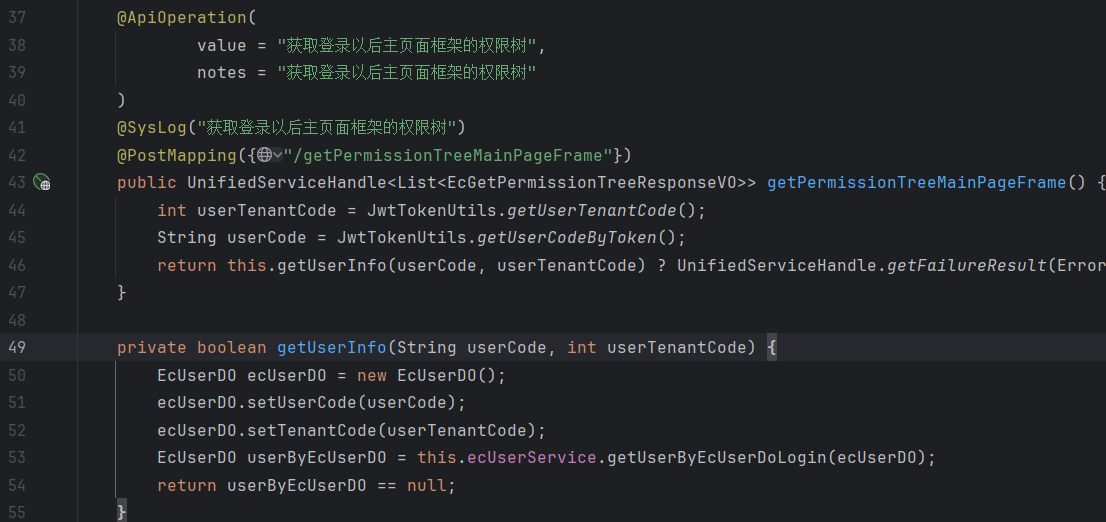 37 @ApiOperation(
38 value = "获取登录以后主页面框架的权限树",
39 notes = "获取登录以后主页面框架的权限树"
40 )
41 @SysLog("获取登录以后主页面框架的权限树")
42 @PostMapping({"/getPermissionTreeMainPageFrame"})
43 public UnifiedServiceHandle<List<EcGetPermissionTreeResponseVO>> getPermissionTreeMainPageFrame() {
44 int userTenantCode = JwtTokenUtils.getUserTenantCode();
45 String userCode = JwtTokenUtils.getUserCodeByToken();
46 return this.getUserInfo(userCode, userTenantCode) ? UnifiedServiceHandle.getFailureResult(Error
47 }
48
49 private boolean getUserInfo(String userCode, int userTenantCode) {
50 EcUserDO ecUserDO = new EcUserDO();
51 ecUserDO.setUserCode(userCode);
52 ecUserDO.setTenantCode(userTenantCode);
53 EcUserDO userByEcUserDO = this.ecUserService.getUserByEcUserDoLogin(ecUserDO);
54 return userByEcUserDO == null;
55 }